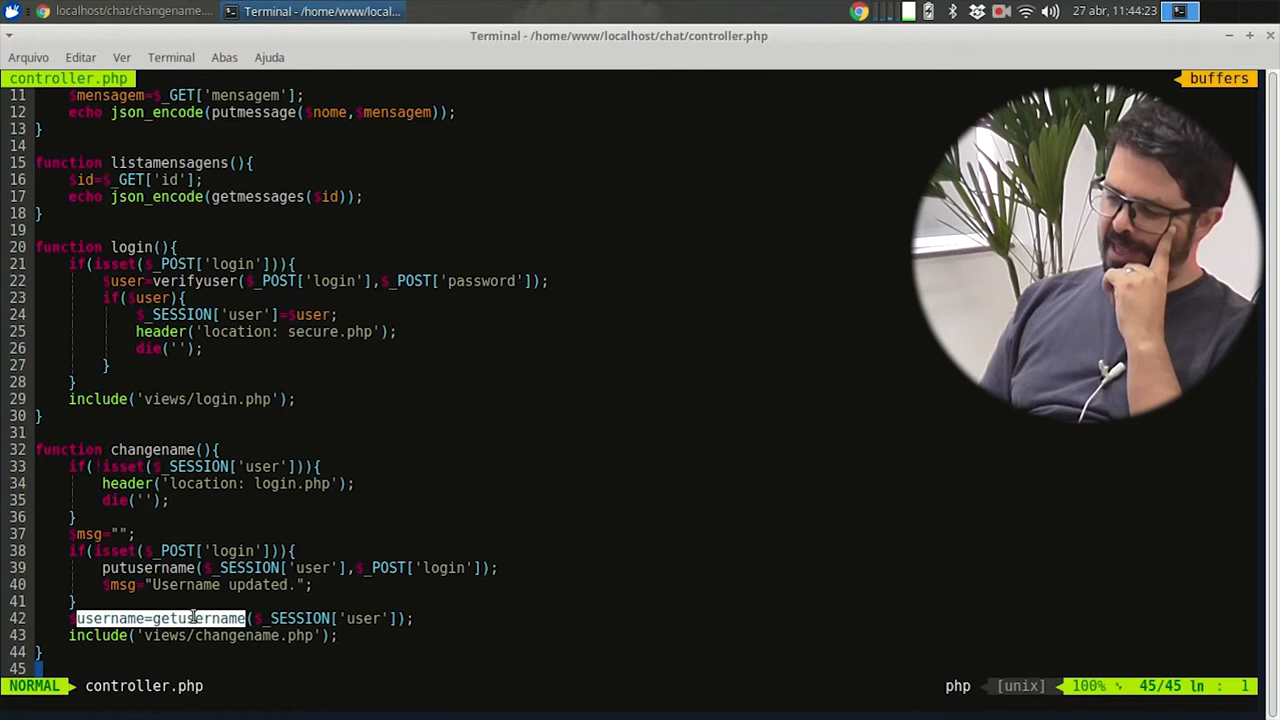 localhost/chat/changename....
Terminal - /home/www/local...
27 abr, 11:44:23
Terminal - /home/www/localhost/chat/controller.php
Arquivo Editar Ver Terminal Abas Ajuda
controller.php
buffers
11 $mensagem=$_GET['mensagem'];
12 echo json_encode(putmessage($nome,$mensagem));
13 }
14
15 function listamensagens(){
16 $id=$_GET['id'];
17 echo json_encode(getmessages($id));
18 }
19
20 function login(){
21 if(isset($_POST['login'])){
22 $user=verifyuser($_POST['login'],$_POST['password']);
23 if($user){
24 $_SESSION['user']=$user;
25 header('location: secure.php');
26 die('');
27 }
28 }
29 include('views/login.php');
30 }
31
32 function changename(){
33 if(!isset($_SESSION['user'])){
34 header('location: login.php');
35 die('');
36 }
37 $msg="";
38 if(isset($_POST['login'])){
39 putusername($_SESSION['user'],$_POST['login']);
40 $msg="Username updated.";
41 }
42 $username=getusername($_SESSION['user']);
43 include('views/changename.php');
44 }
45
NORMAL controller.php php [unix] 100% 45/45 ln : 1